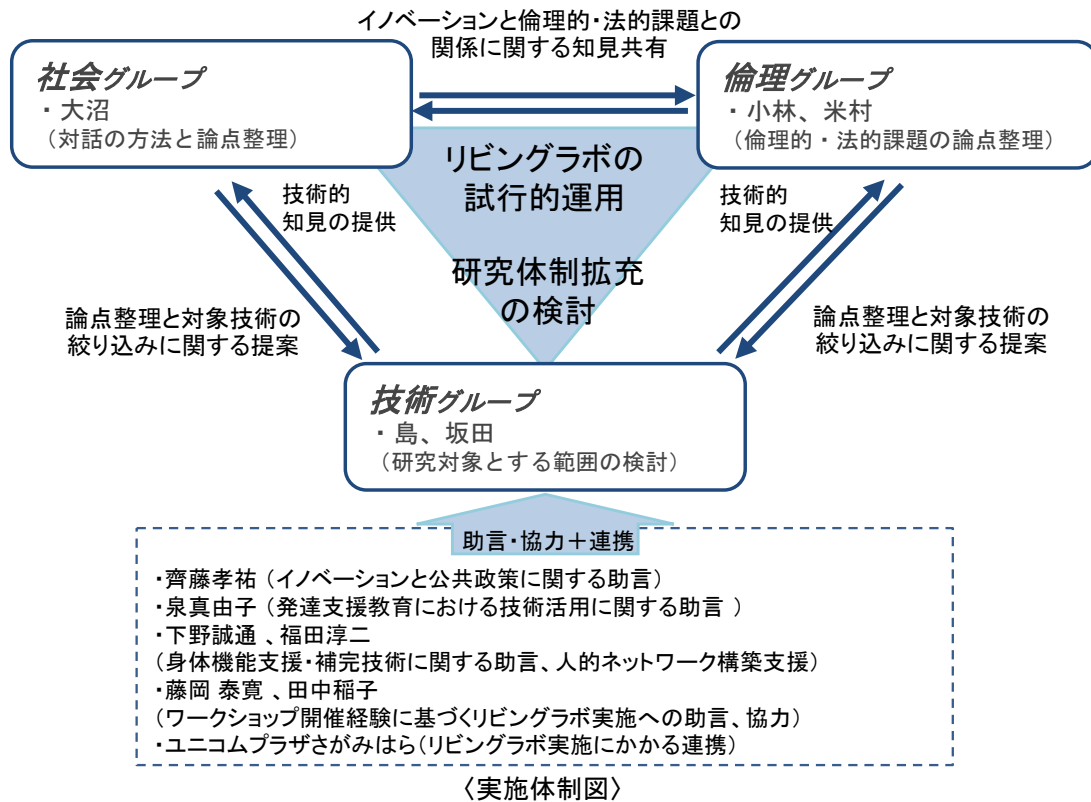 イノベーションと倫理的・法的課題との
関係に関する知見共有
社会グループ
・大沼
（対話の方法と論点整理）
倫理グループ
・小林、米村
（倫理的・法的課題の論点整理）
リビングラボの
試行的運用
研究体制拡充
の検討
技術的
知見の提供
技術的
知見の提供
論点整理と対象技術の
絞り込みに関する提案
論点整理と対象技術の
絞り込みに関する提案
技術グループ
・島、坂田
（研究対象とする範囲の検討）
助言・協力＋連携
・齊藤孝祐（イノベーションと公共政策に関する助言）
・泉真由子（発達支援教育における技術活用に関する助言 ）
・下野誠通 、福田淳二
（身体機能支援・補完技術に関する助言、人的ネットワーク構築支援）
・藤岡 泰寛 、田中稲子
（ワークショップ開催経験に基づくリビングラボ実施への助言、協力）
・ユニコムプラザさがみはら（リビングラボ実施にかかる連携）
〈実施体制図〉